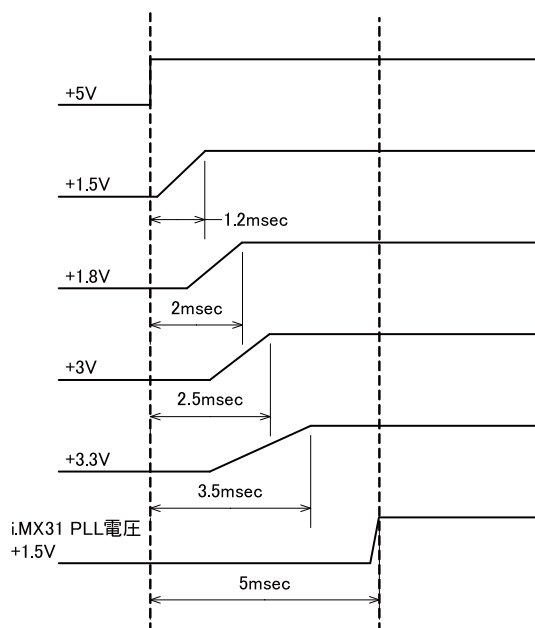 +5V
+1.5V
1.2msec
+1.8V
2msec
+3V
2.5msec
+3.3V
3.5msec
i.MX31 PLL電圧
+1.5V
5msec